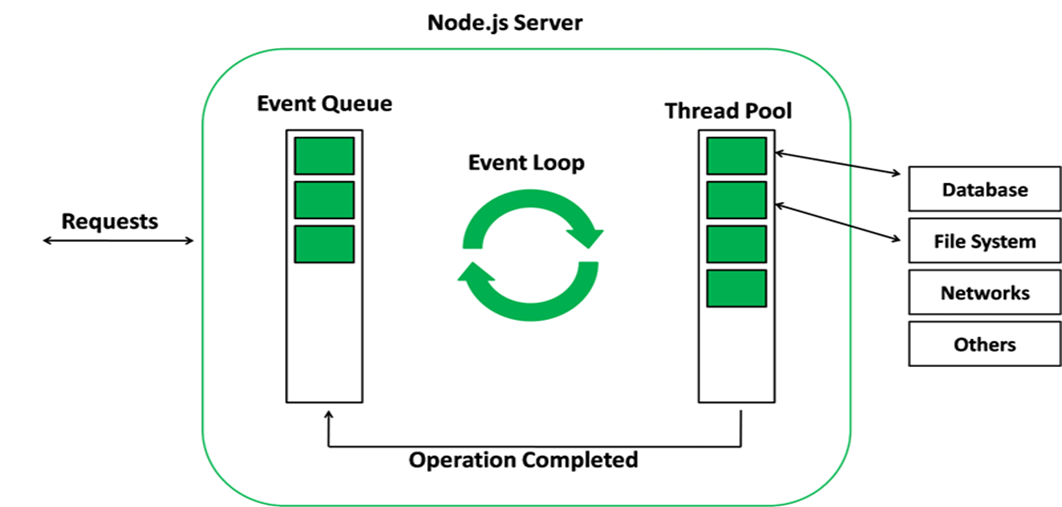 Node.js Server
Event Queue
Thread Pool
Event Loop
Requests
Database
File System
Networks
Others
Operation Completed